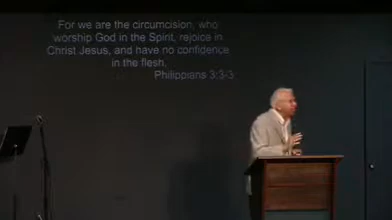 For we are the circumcision, who
worship God in the Spirit, rejoice in
Christ Jesus, and have no confidence
in the flesh.
Philippians 3:3-3